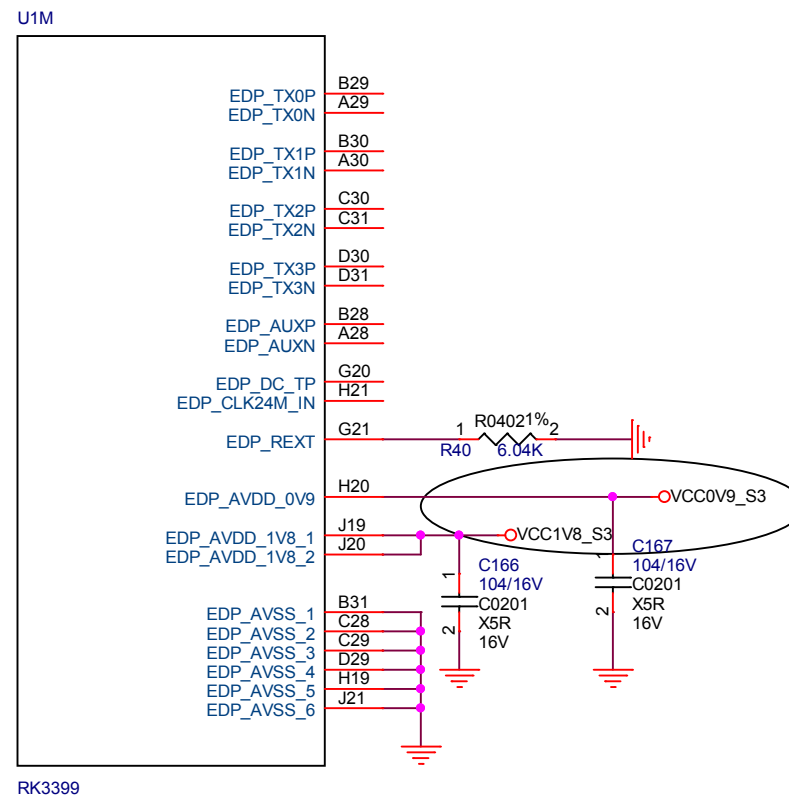 U1M
EDP_TX0P B29
EDP_TX0N A29
EDP_TX1P B30
EDP_TX1N A30
EDP_TX2P C30
EDP_TX2N C31
EDP_TX3P D30
EDP_TX3N D31
EDP_AUXP B28
EDP_AUXN A28
EDP_DC_TP G20
EDP_CLK24M_IN H21
R04021%
EDP_REXT G21 1 2
R40 6.04K
EDP_AVDD_0V9 H20 VCC0V9_S3
EDP_AVDD_1V8_1 J19 VCC1V8_S3
EDP_AVDD_1V8_2 J20
C166
104/16V
1 C0201
2 X5R
16V
C167
104/16V
1 C0201
2 X5R
16V
EDP_AVSS_1 B31
EDP_AVSS_2 C28
EDP_AVSS_3 C29
EDP_AVSS_4 D29
EDP_AVSS_5 H19
EDP_AVSS_6 J21
RK3399